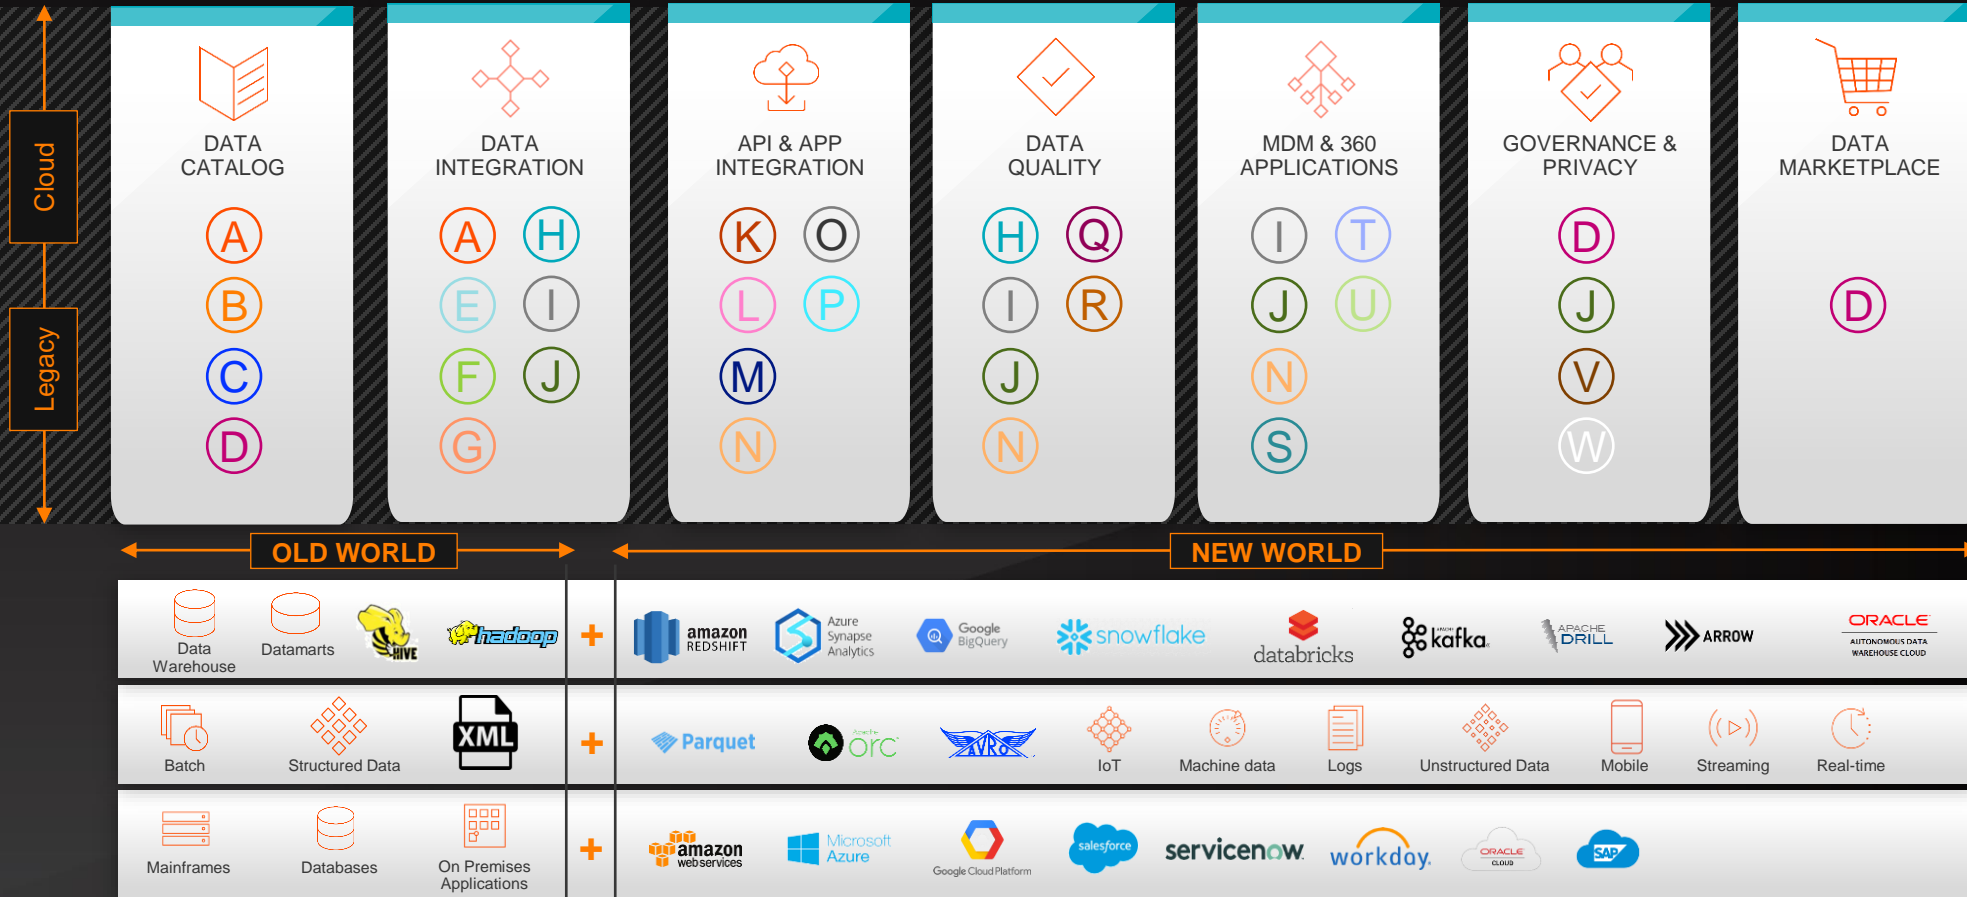 Cloud
Legacy
DATA
CATALOG
A
B
C
D
DATA
INTEGRATION
A H
E I
F J
G
API & APP
INTEGRATION
K O
L P
M
N
DATA
QUALITY
H Q
I R
J
N
MDM & 360
APPLICATIONS
I T
J U
N
S
GOVERNANCE &
PRIVACY
D
J
V
W
DATA
MARKETPLACE
D
OLD WORLD
NEW WORLD
Data
Warehouse
Datamarts
HIVE
hadoop
+
amazon
REDSHIFT
Azure
Synapse
Analytics
Google
BigQuery
snowflake
databricks
APACHE
kafka
APACHE
DRILL
ARROW
ORACLE
AUTONOMOUS DATA
WAREHOUSE CLOUD
Batch
Structured Data
XML
+
Parquet
Apache
orc
AVRO
IoT
Machine data
Logs
Unstructured Data
Mobile
Streaming
Real-time
Mainframes
Databases
On Premises
Applications
+
amazon
webservices
Microsoft
Azure
Google Cloud Platform
salesforce
servicenow
workday.
ORACLE
CLOUD
SAP